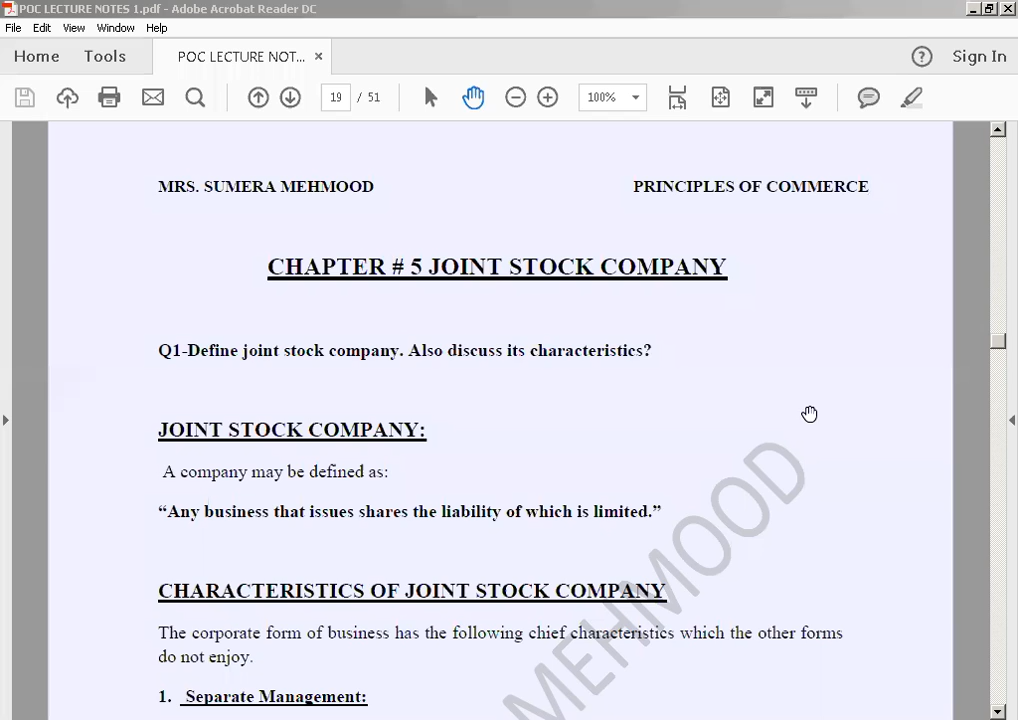 POC LECTURE NOTES 1.pdf - Adobe Acrobat Reader DC
File Edit View Window Help
Home Tools POC LECTURE NOT... × Sign In
19 / 51 100%
MRS. SUMERA MEHMOOD PRINCIPLES OF COMMERCE
CHAPTER # 5 JOINT STOCK COMPANY
Q1-Define joint stock company. Also discuss its characteristics?
JOINT STOCK COMPANY:
A company may be defined as:
“Any business that issues shares the liability of which is limited.”
CHARACTERISTICS OF JOINT STOCK COMPANY
The corporate form of business has the following chief characteristics which the other forms
do not enjoy.
1. Separate Management:
MEHMOOD